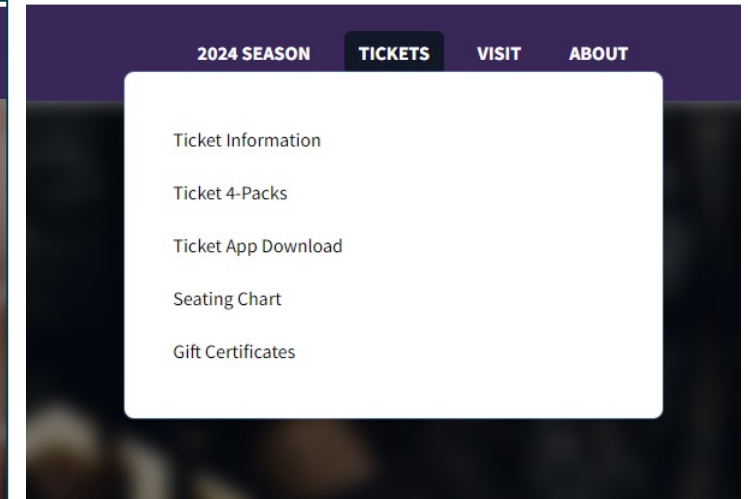 2024 SEASON TICKETS VISIT ABOUT
Ticket Information
Ticket 4-Packs
Ticket App Download
Seating Chart
Gift Certificates